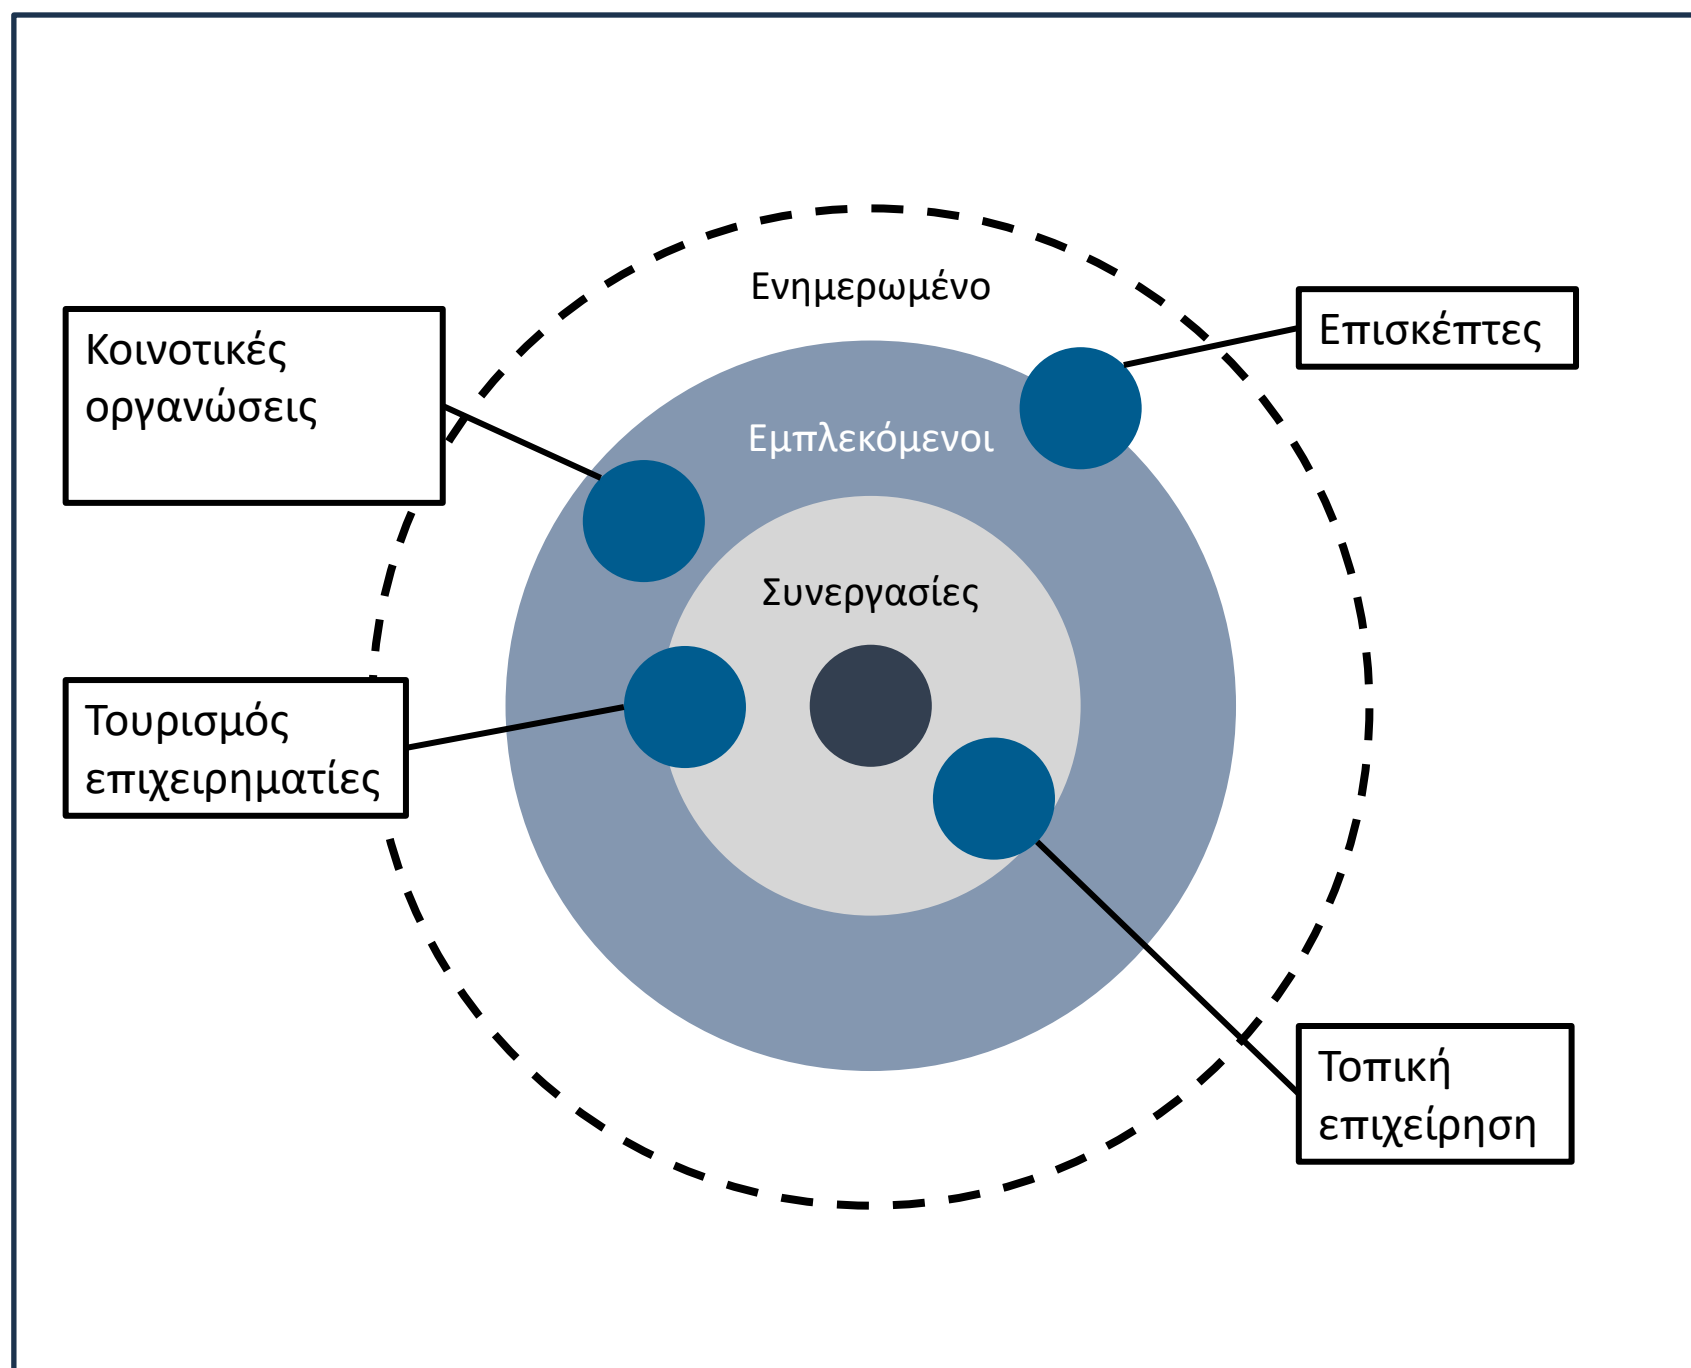 Ενημερωμένο
Επισκέπτες
Κοινοτικές
οργανώσεις
Εμπλεκόμενοι
Συνεργασίες
Τουρισμός
επιχειρηματίες
Τοπική
επιχείρηση